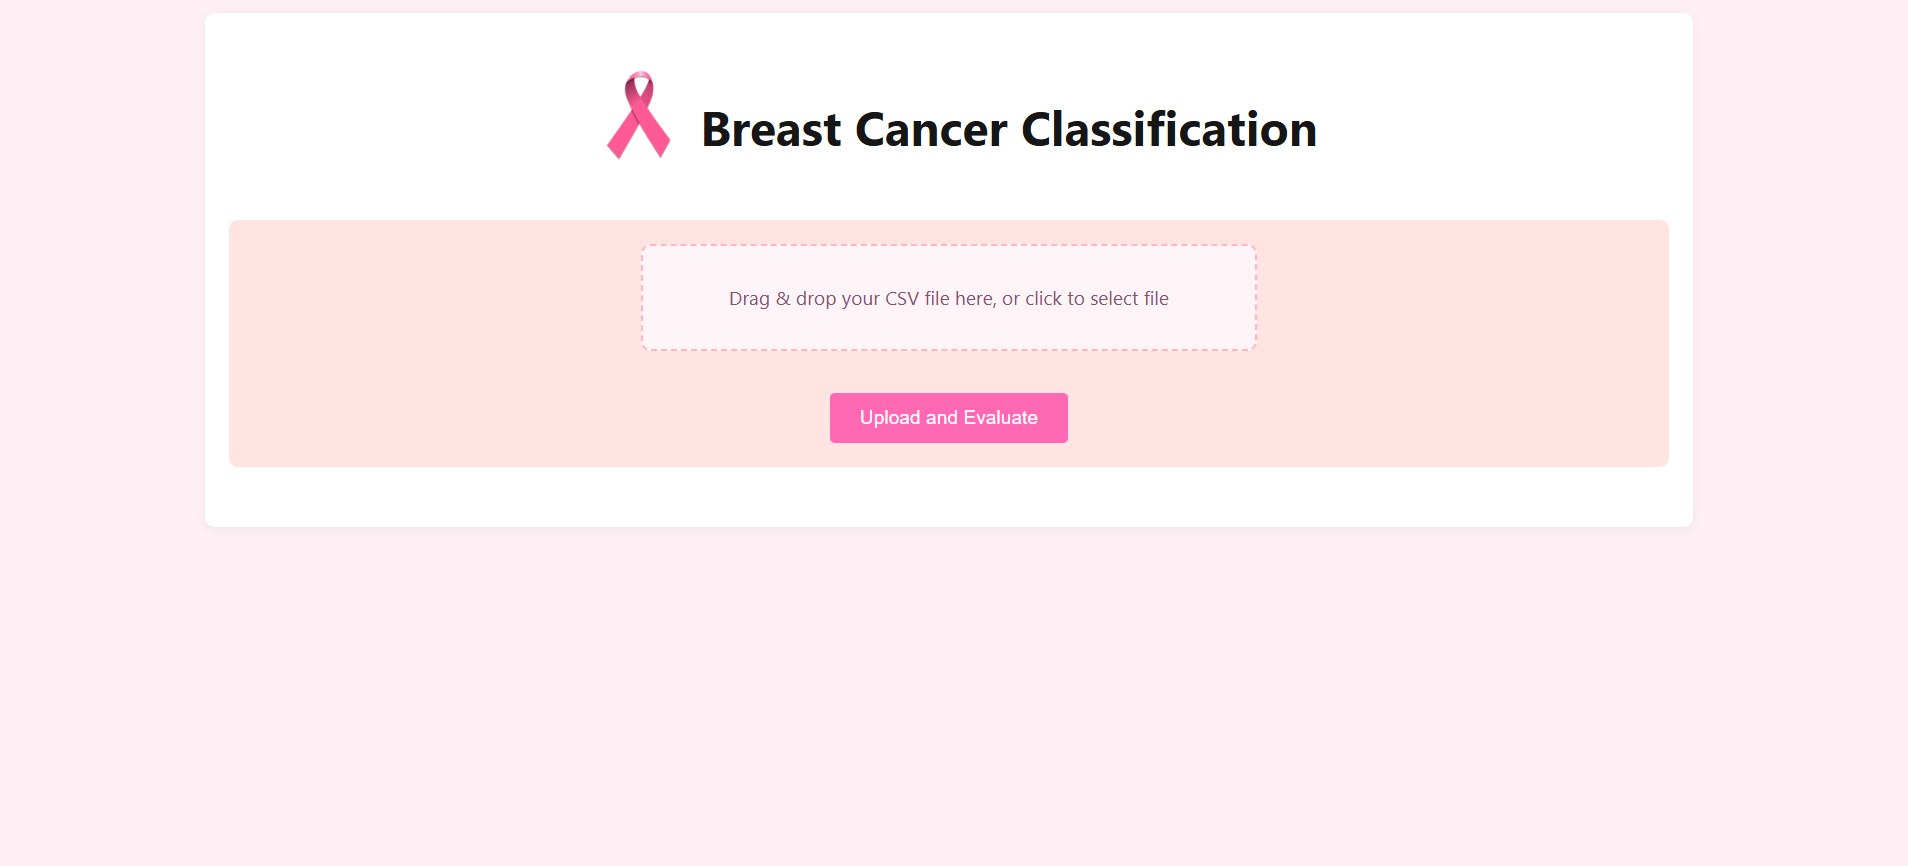 Breast Cancer Classification
Drag & drop your CSV file here, or click to select file
Upload and Evaluate